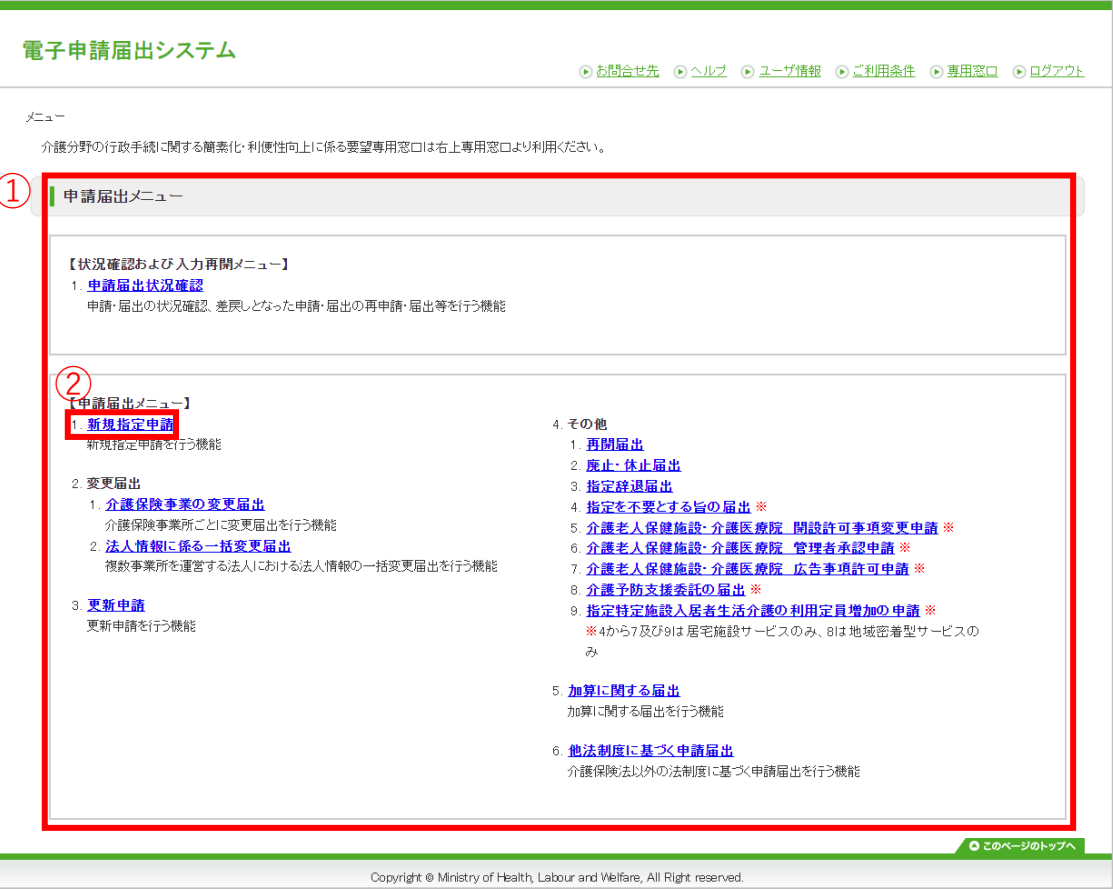 電子申請届出システム
お問合せ先 ヘルプ ユーザ情報 ご利用条件 専用窓口 ログアウト
メニュー
介護分野の行政手続に関する簡素化・利便性向上に係る要望専用窓口は右上専用窓口より利用ください。
①
申請届出メニュー
【状況確認および入力再開メニュー】
1. 申請届出状況確認
申請・届出の状況確認、差戻しとなった申請・届出の再申請・届出等を行う機能
②
【申請届出メニュー】
1. 新規指定申請
新規指定申請を行う機能
2. 変更届出
1. 介護保険事業の変更届出
介護保険事業所ごとに変更届出を行う機能
2. 法人情報に係る一括変更届出
複数事業所を運営する法人における法人情報の一括変更届出を行う機能
3. 更新申請
更新申請を行う機能
4. その他
1. 再開届出
2. 廃止・休止届出
3. 指定辞退届出
4. 指定を不要とする旨の届出 ※
5. 介護老人保健施設・介護医療院 開設許可事項変更申請 ※
6. 介護老人保健施設・介護医療院 管理者承認申請 ※
7. 介護老人保健施設・介護医療院 広告事項許可申請 ※
8. 介護予防支援委託の届出 ※
9. 指定特定施設入居者生活介護の利用定員増加の申請 ※
※4から7及び9は居宅施設サービスのみ、8は地域密着型サービスの
み
5. 加算に関する届出
加算に関する届出を行う機能
6. 他法制度に基づく申請届出
介護保険法以外の法制度に基づく申請届出を行う機能
このページのトップへ
Copyright © Ministry of Health, Labour and Welfare, All Right reserved.